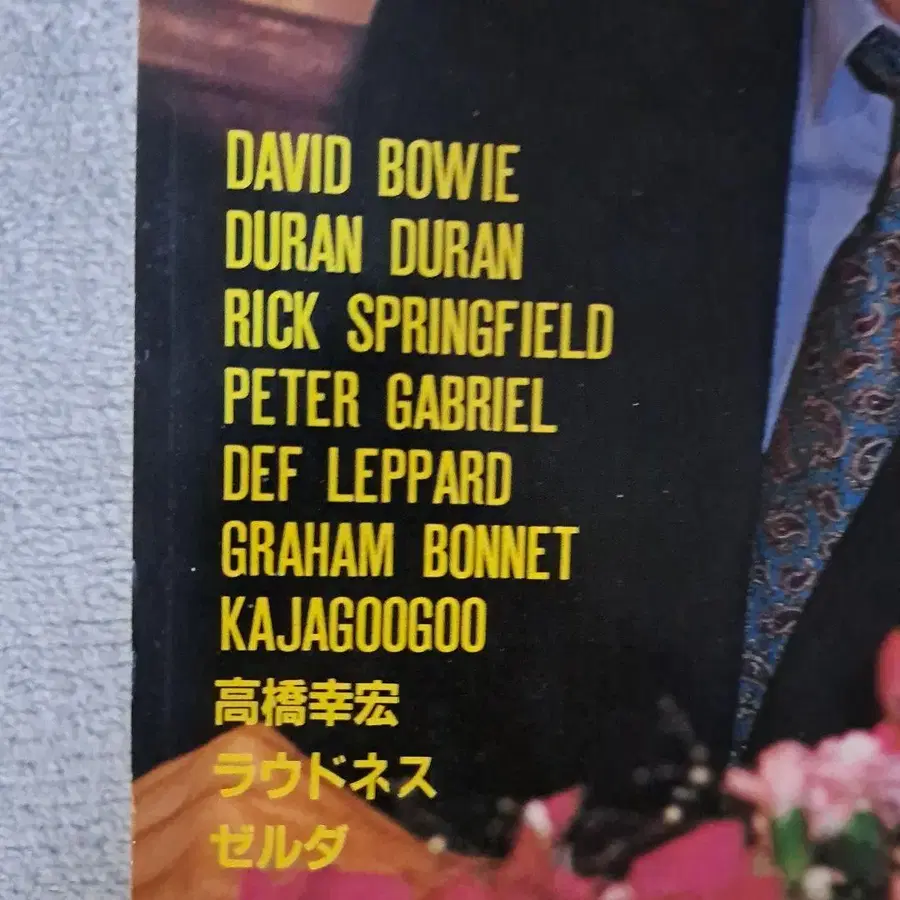 DAVID BOWIE
DURAN DURAN
RICK SPRINGFIELD
PETER GABRIEL
DEF LEPPARD
GRAHAM BONNET
KAJAGOOGOO
高橋幸宏
ラウドネス
ゼルダ